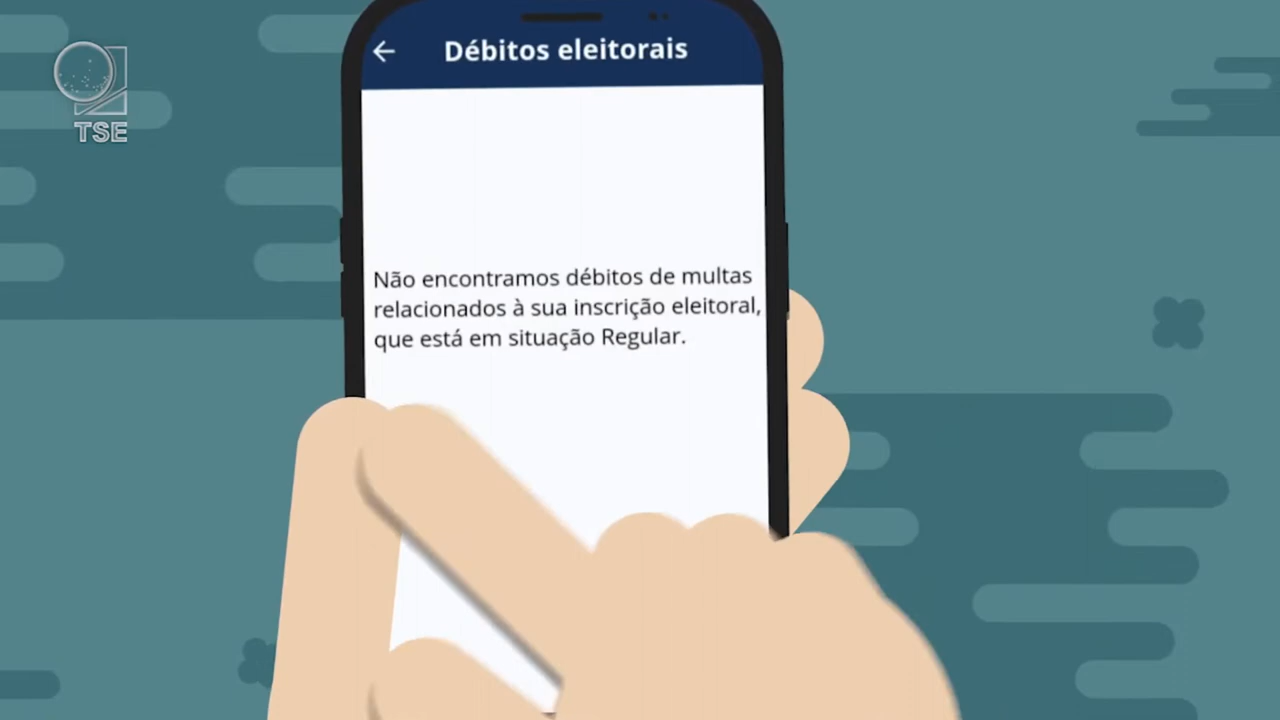 TSE
Débitos eleitorais
Não encontramos débitos de multas
relacionados à sua inscrição eleitoral,
que está em situação Regular.